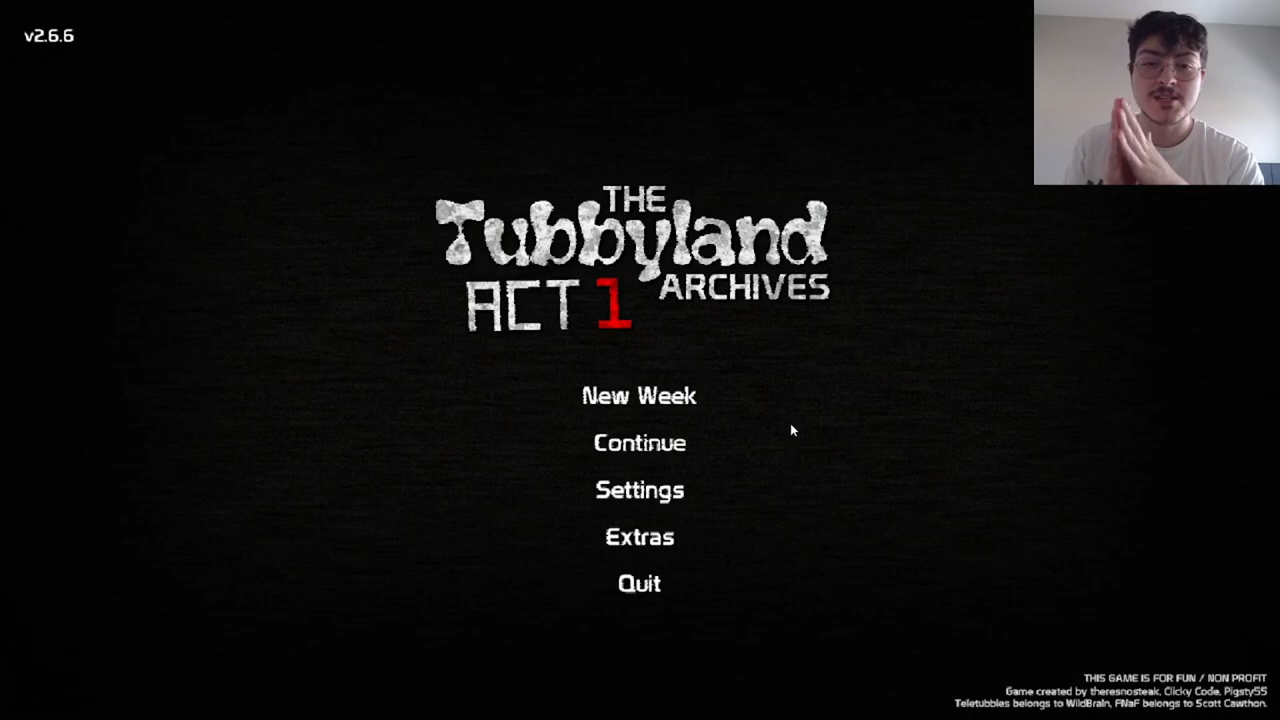 v2.6.6
THE
Tubbyland
ARCHIVES
ACT 1
New Week
Continue
Settings
Extras
Quit
THIS GAME IS FOR FUN / NON PROFIT
Game created by theresnosteak, Clicky Code, Pigsty55
Teletubbies belongs to WildBrain, FNaF belongs to Scott Cawthon.